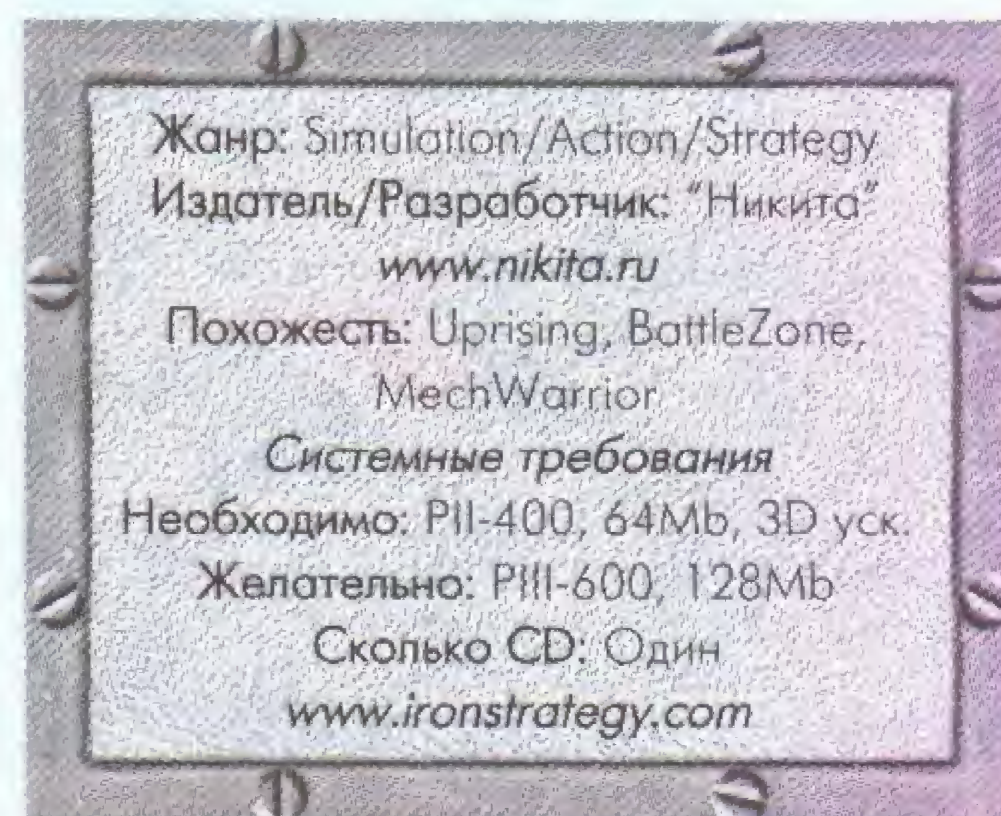 Жанр: Simulation/Action/Strategy
Издатель/Разработчик: "Никита"
www.nikita.ru
Похожесть: Uprising, BattleZone,
MechWarrior
Системные требования
Необходимо: PII-400, 64Mb, 3D уск.
Желательно: PIII-600, 128Mb
Сколько CD: Один
www.ironstrategy.com